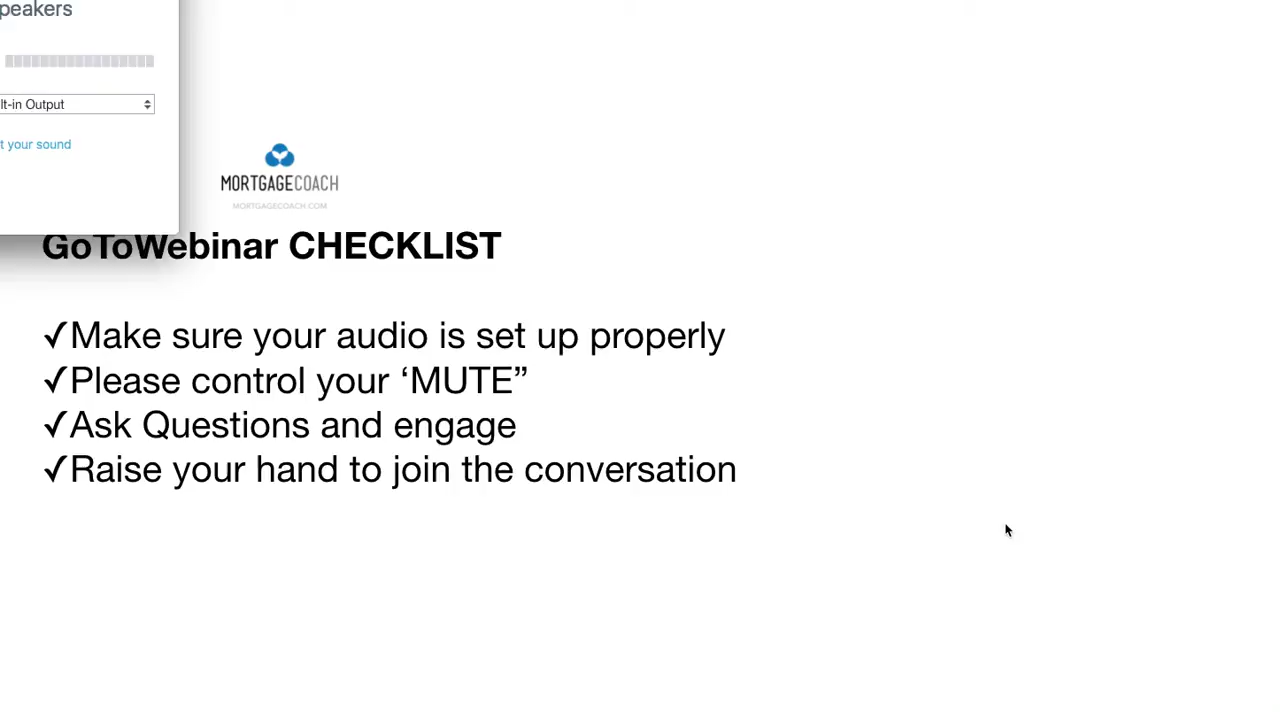 peakers
lt-in Output
t your sound
MORTGAGECOACH
MORTGAGECOACH.COM
GoToWebinar CHECKLIST
✓Make sure your audio is set up properly
✓Please control your ‘MUTE”
✓Ask Questions and engage
✓Raise your hand to join the conversation